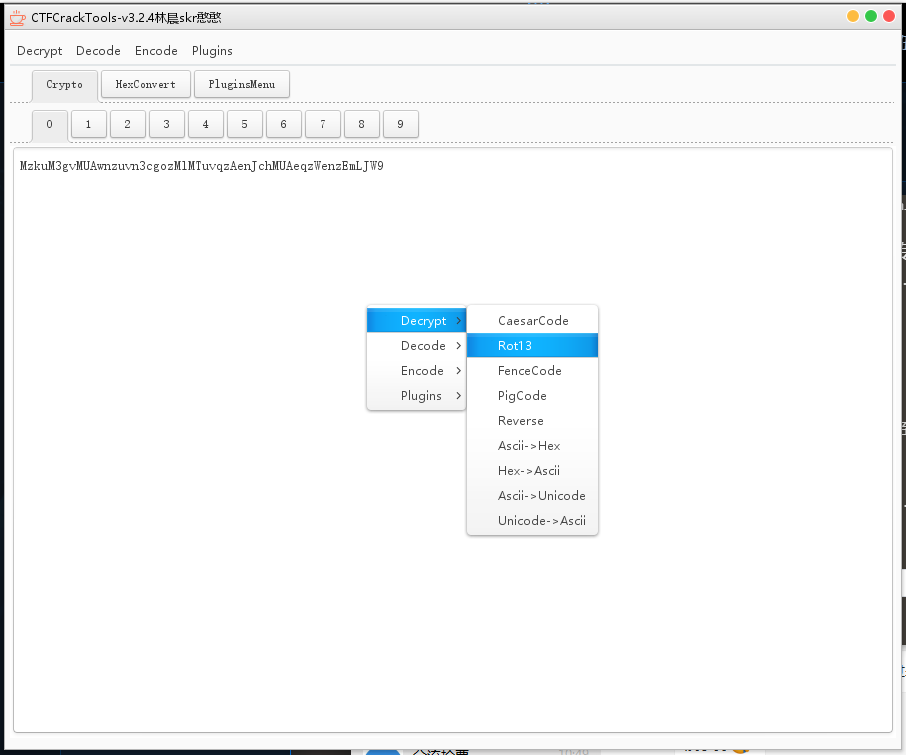 CTFCrackTools-v3.2.4林晨skr憨憨
Decrypt Decode Encode Plugins
Crypto HexConvert PluginsMenu
0 1 2 3 4 5 6 7 8 9
MzkuM3gvMUAwnzuvn3cgozMlMTuvqzAenJchMUAeqzWenzEmLJW9
Decrypt
Decode
Encode
Plugins
CaesarCode
Rot13
FenceCode
PigCode
Reverse
Ascii->Hex
Hex->Ascii
Ascii->Unicode
Unicode->Ascii